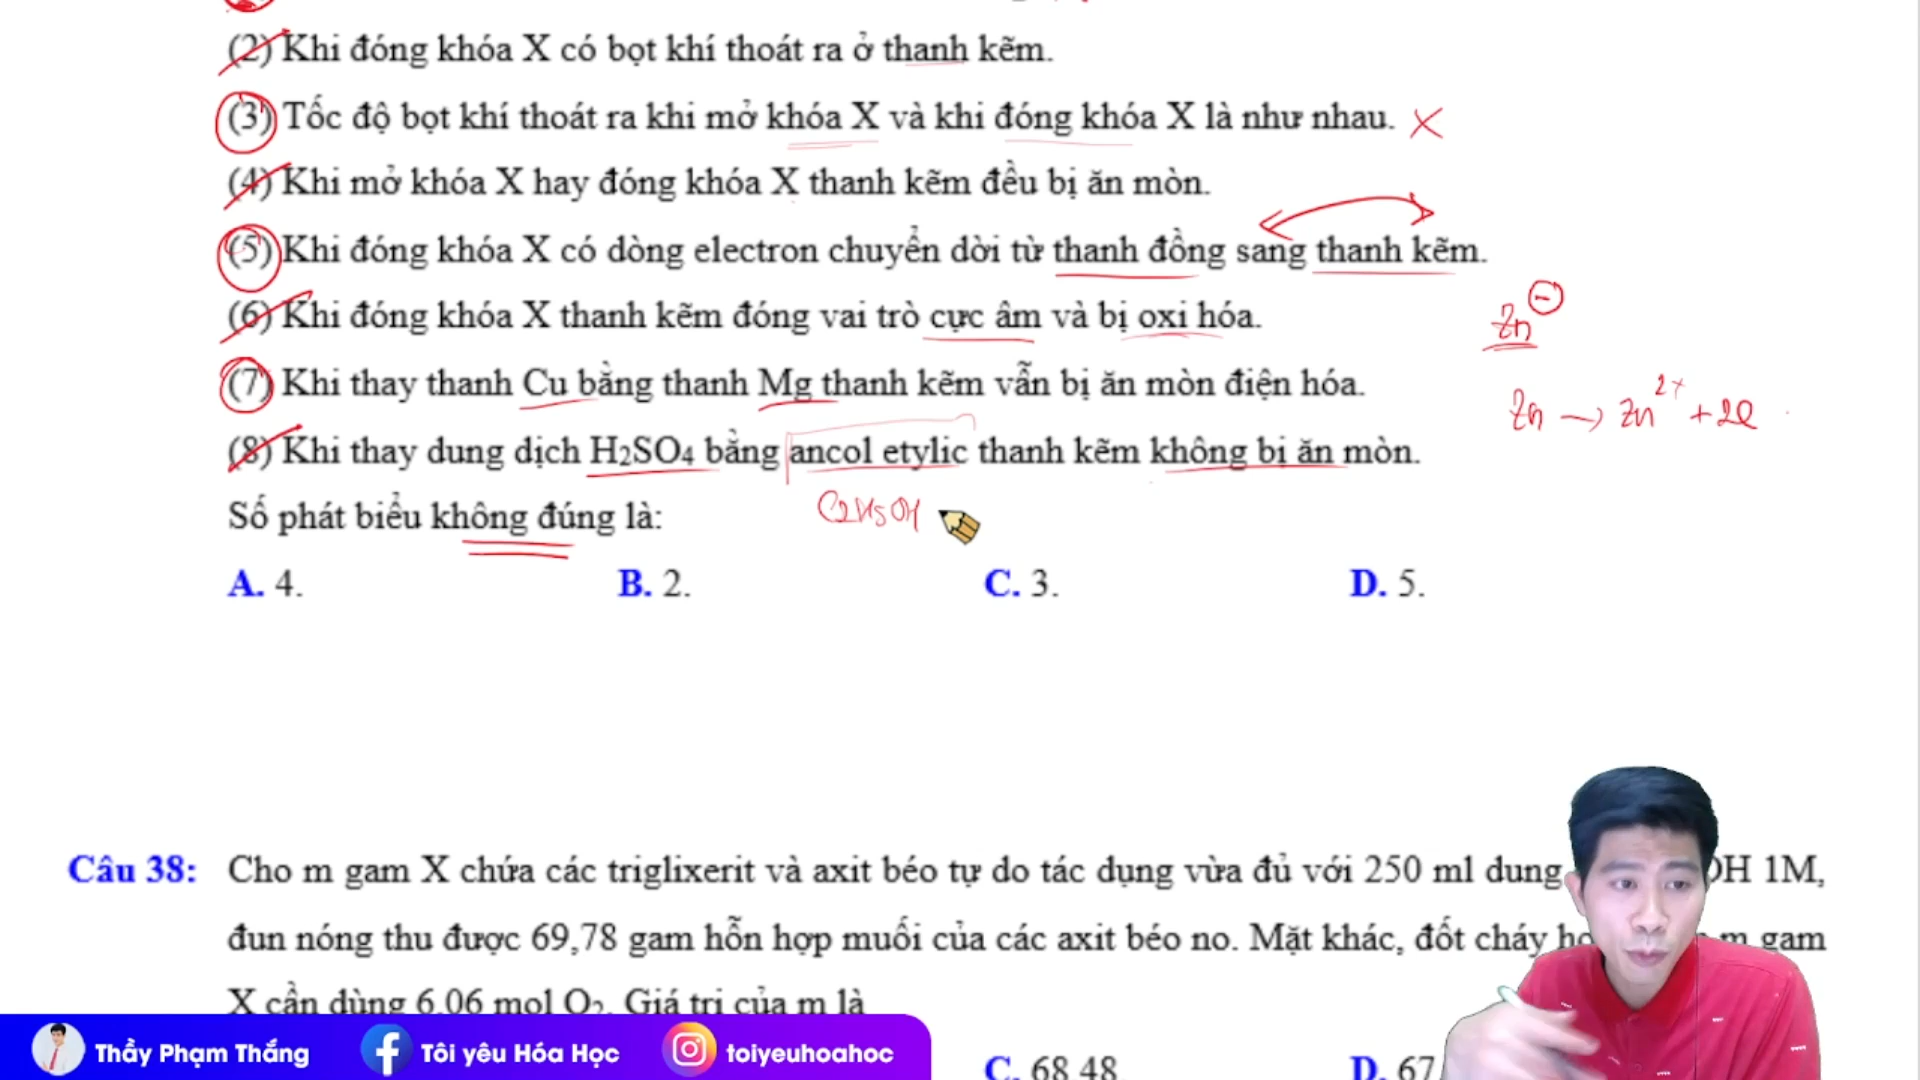 (2) Khi đóng khóa X có bọt khí thoát ra ở thanh kẽm.
(3) Tốc độ bọt khí thoát ra khi mở khóa X và khi đóng khóa X là như nhau. X
(4) Khi mở khóa X hay đóng khóa X thanh kẽm đều bị ăn mòn.
(5) Khi đóng khóa X có dòng electron chuyển dời từ thanh đồng sang thanh kẽm.
(6) Khi đóng khóa X thanh kẽm đóng vai trò cực âm và bị oxi hóa.
Zn⊖
(7) Khi thay thanh Cu bằng thanh Mg thanh kẽm vẫn bị ăn mòn điện hóa.
Zn → Zn²⁺ + 2e
(8) Khi thay dung dịch H₂SO₄ bằng ancol etylic thanh kẽm không bị ăn mòn.
C₂H₅OH
Số phát biểu không đúng là:
A. 4. B. 2. C. 3. D. 5.
Câu 38: Cho m gam X chứa các triglixerit và axit béo tự do tác dụng vừa đủ với 250 ml dung OH 1M,
đun nóng thu được 69,78 gam hỗn hợp muối của các axit béo no. Mặt khác, đốt cháy m gam
X cần dùng 6,06 mol O₂. Giá trị của m là
C. 68,48. D. 67
Thầy Phạm Thắng Tôi yêu Hóa Học toiyeuhoahoc